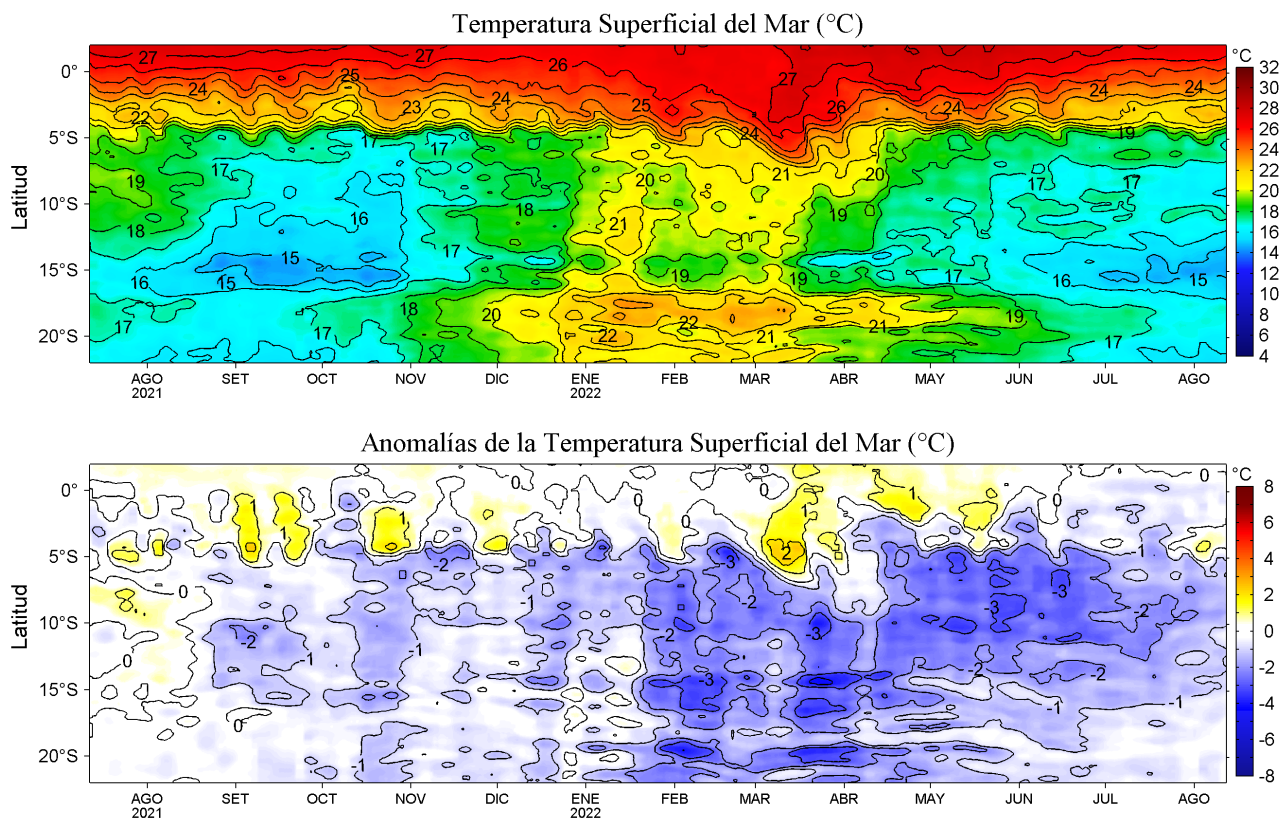 Temperatura Superficial del Mar (°C)
27 27 26 °C
0° 24 25 27 24 32
24 23 24 25 26 24 30
22 24 28
5°S 17 17 19 26
17 20 21 20 17 17 24
19 22
10°S 18 19 20
18 16 21 18
17 16
15 17 16 14
15°S 16 15 19 19 15 12
18 10
17 17 20 22 21 19 8
20°S 22 21 17 6
4
AGO SET OCT NOV DIC ENE FEB MAR ABR MAY JUN JUL AGO
2021 2022
Latitud
Anomalías de la Temperatura Superficial del Mar (°C)
°C
0° 0 0 0 1 0 0 8
1 1 0 1 6
5°S -2 -3 2 -1 4
0 -1 -2 -3 -3 2
10°S -2 -2 -3 0
0 -1 -2 -2
15°S -3 -1 -1 -4
0
20°S -1 -1 -6
-8
AGO SET OCT NOV DIC ENE FEB MAR ABR MAY JUN JUL AGO
2021 2022
Latitud